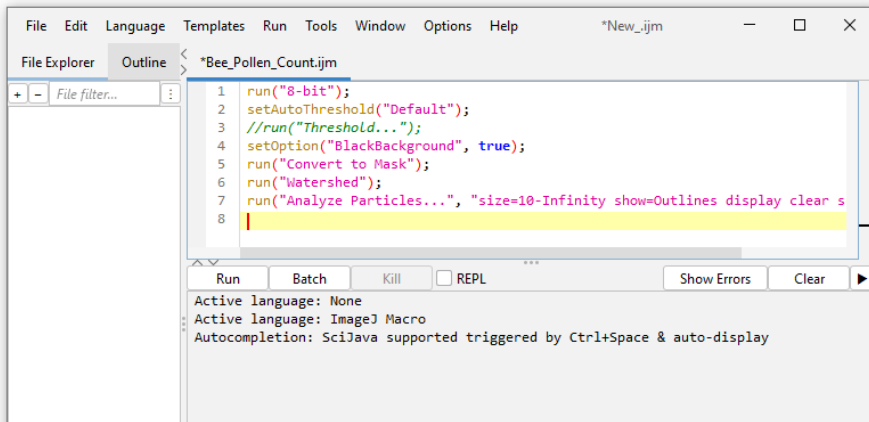 File Edit Language Templates Run Tools Window Options Help *New_.ijm
File Explorer Outline *Bee_Pollen_Count.ijm
+ - File filter...
1 run("8-bit");
2 setAutoThreshold("Default");
3 //run("Threshold...");
4 setOption("BlackBackground", true);
5 run("Convert to Mask");
6 run("Watershed");
7 run("Analyze Particles...", "size=10-Infinity show=Outlines display clear s
8
Run Batch Kill REPL Show Errors Clear
Active language: None
Active language: ImageJ Macro
Autocompletion: SciJava supported triggered by Ctrl+Space & auto-display